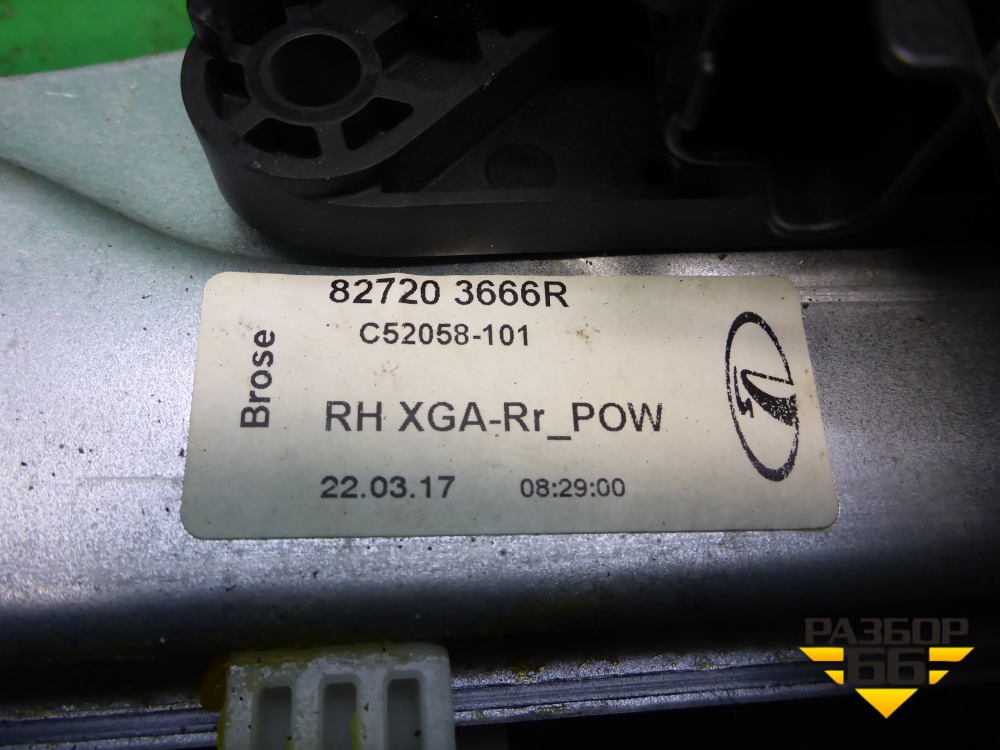 82720 3666R
C52058-101
Brose
RH XGA-Rr_POW
22.03.17 08:29:00
РАЗБОР
66